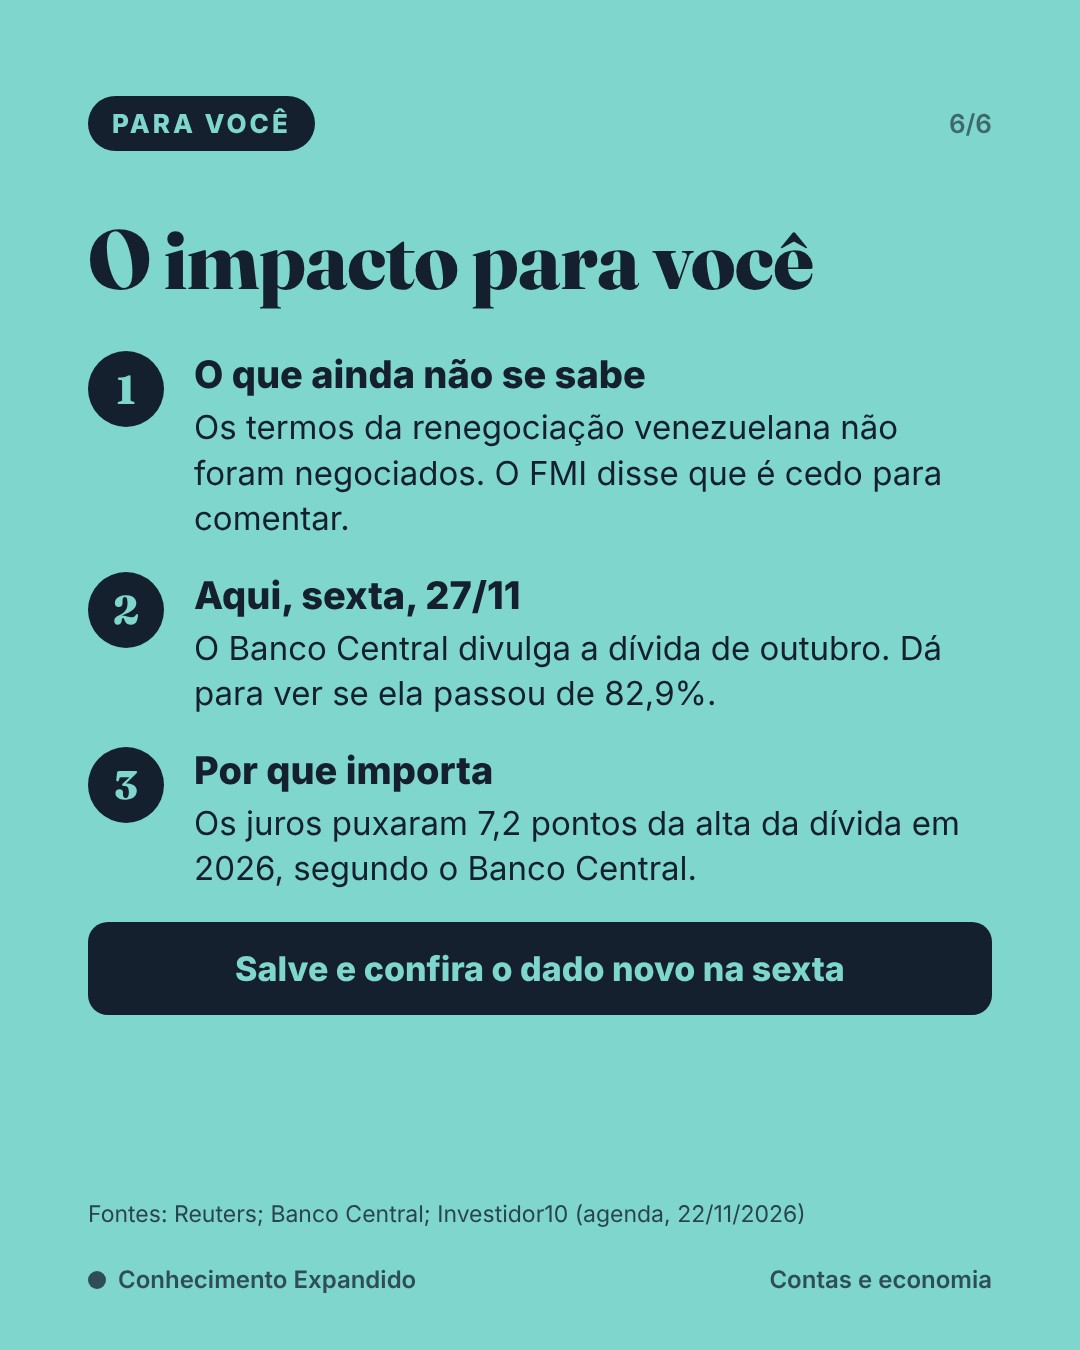 PARA VOCÊ
6/6
O impacto para você
1
O que ainda não se sabe
Os termos da renegociação venezuelana não
foram negociados. O FMI disse que é cedo para
comentar.
2
Aqui, sexta, 27/11
O Banco Central divulga a dívida de outubro. Dá
para ver se ela passou de 82,9%.
3
Por que importa
Os juros puxaram 7,2 pontos da alta da dívida em
2026, segundo o Banco Central.
Salve e confira o dado novo na sexta
Fontes: Reuters; Banco Central; Investidor10 (agenda, 22/11/2026)
Conhecimento Expandido
Contas e economia